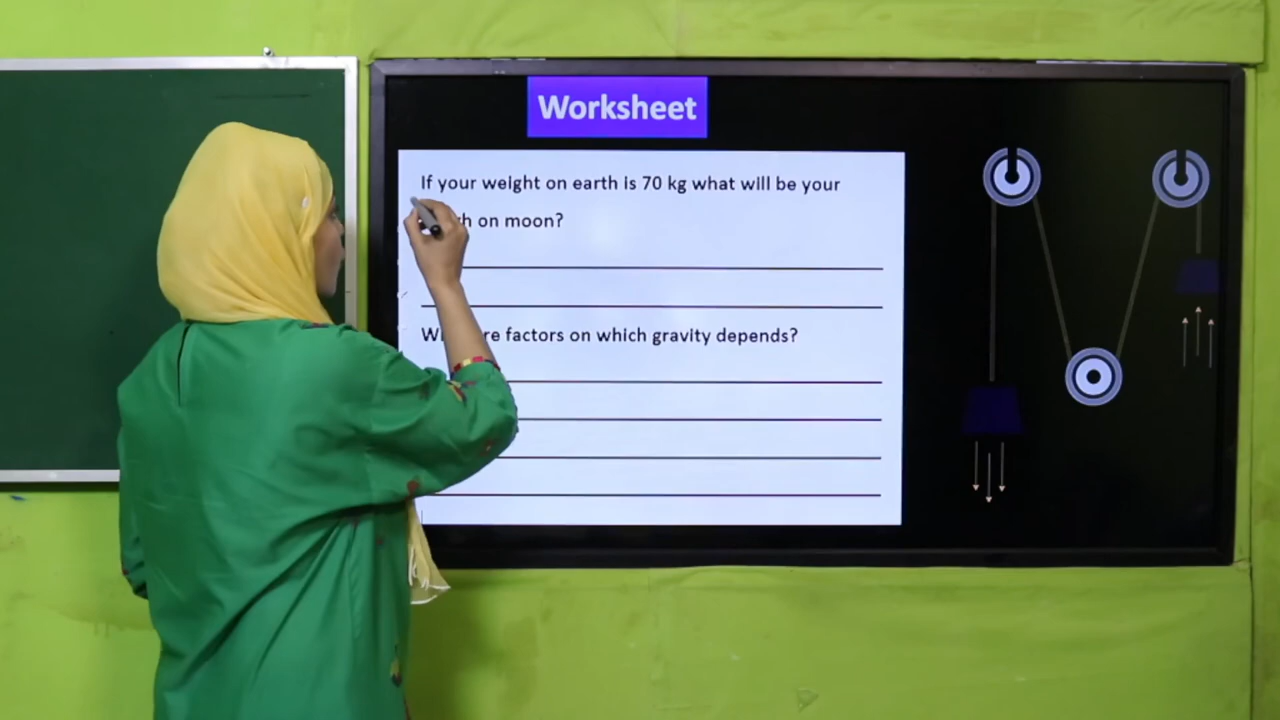 Worksheet
If your weight on earth is 70 kg what will be your
on moon?
factors on which gravity depends?